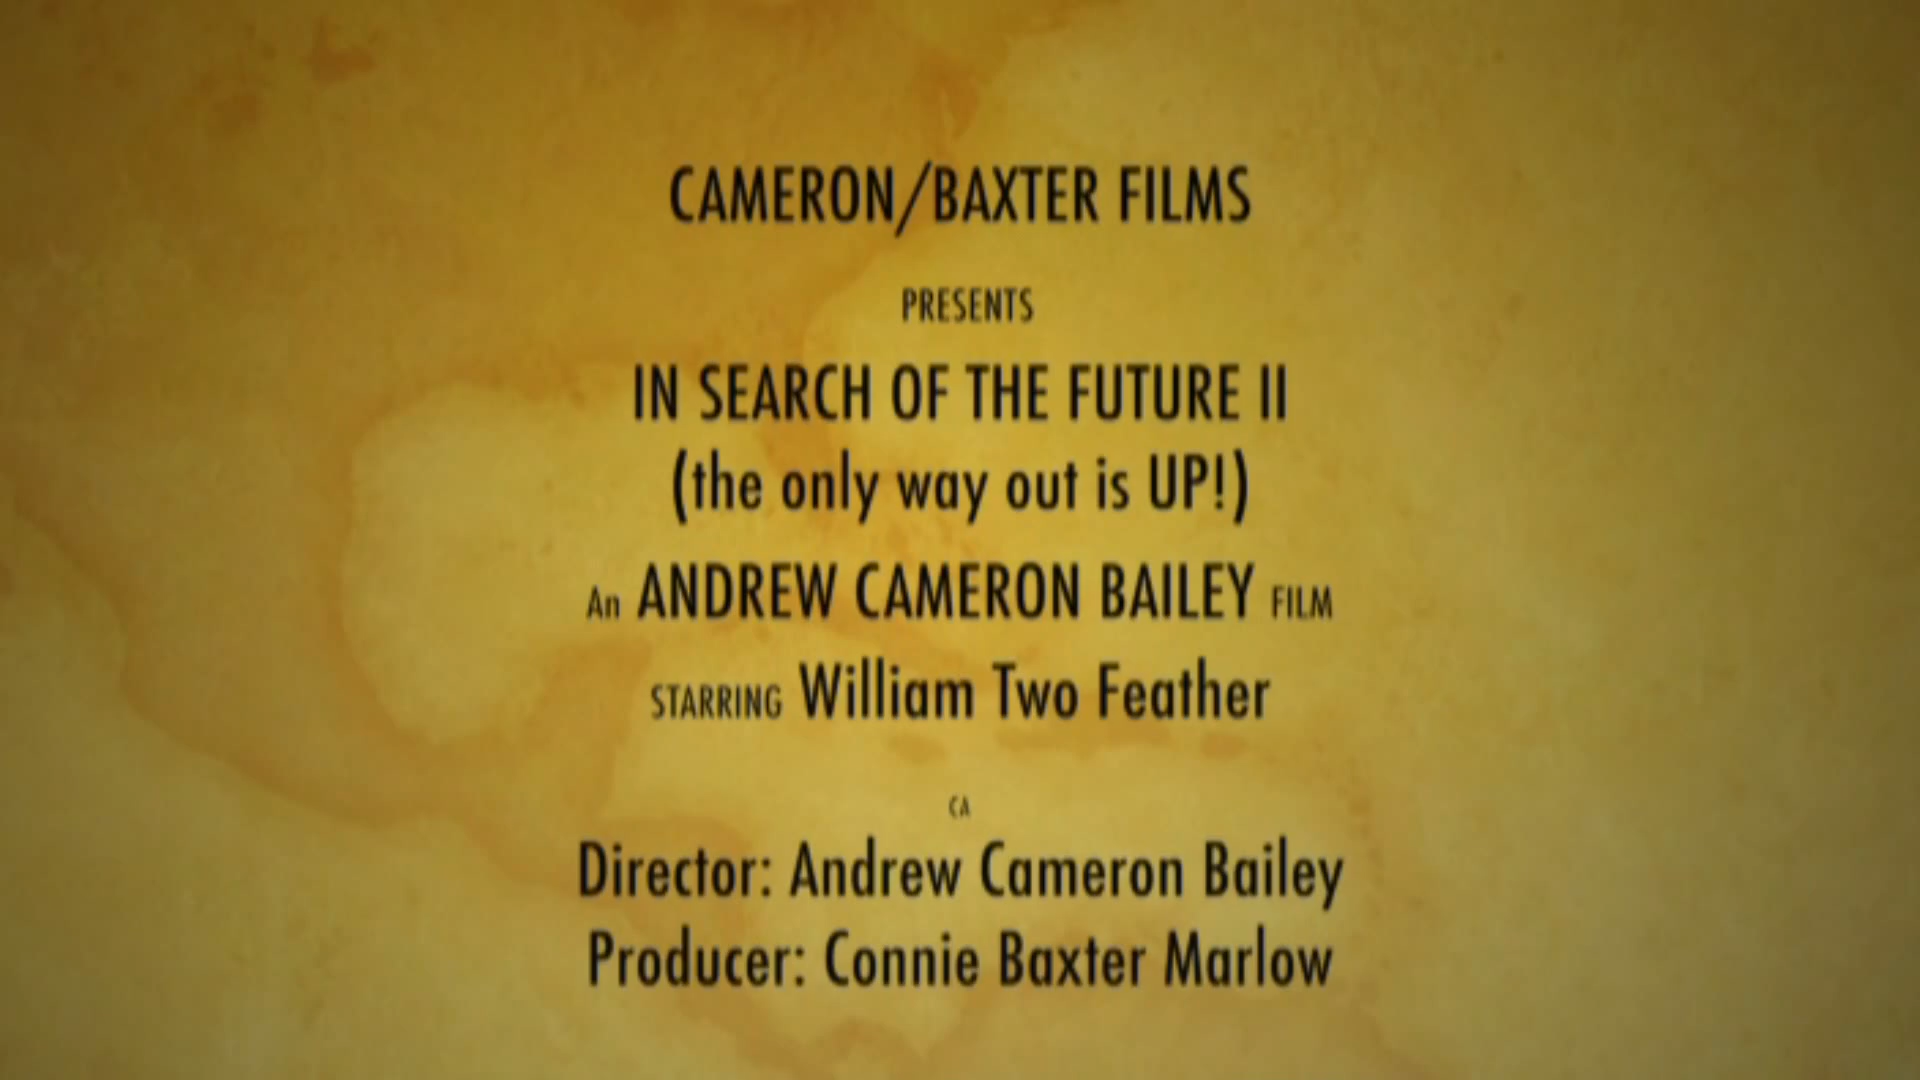 CAMERON/BAXTER FILMS
PRESENTS
IN SEARCH OF THE FUTURE II
(the only way out is UP!)
An ANDREW CAMERON BAILEY FILM
STARRING William Two Feather
CA
Director: Andrew Cameron Bailey
Producer: Connie Baxter Marlow